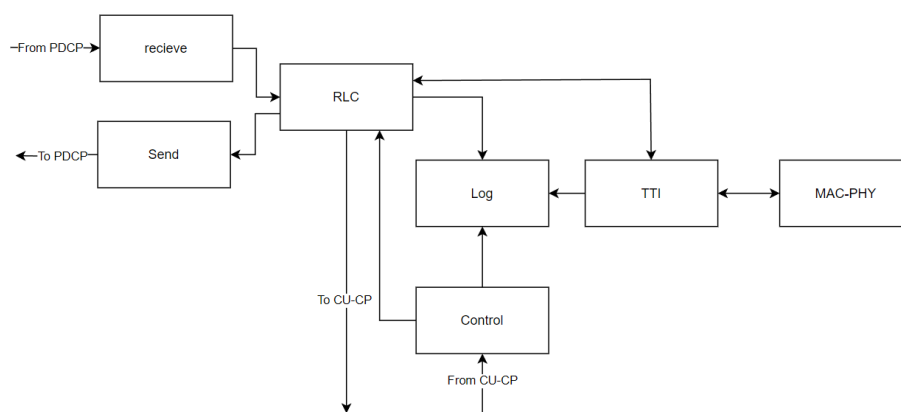 From PDCP
recieve
RLC
To PDCP
Send
Log
TTI
MAC-PHY
To CU-CP
Control
From CU-CP